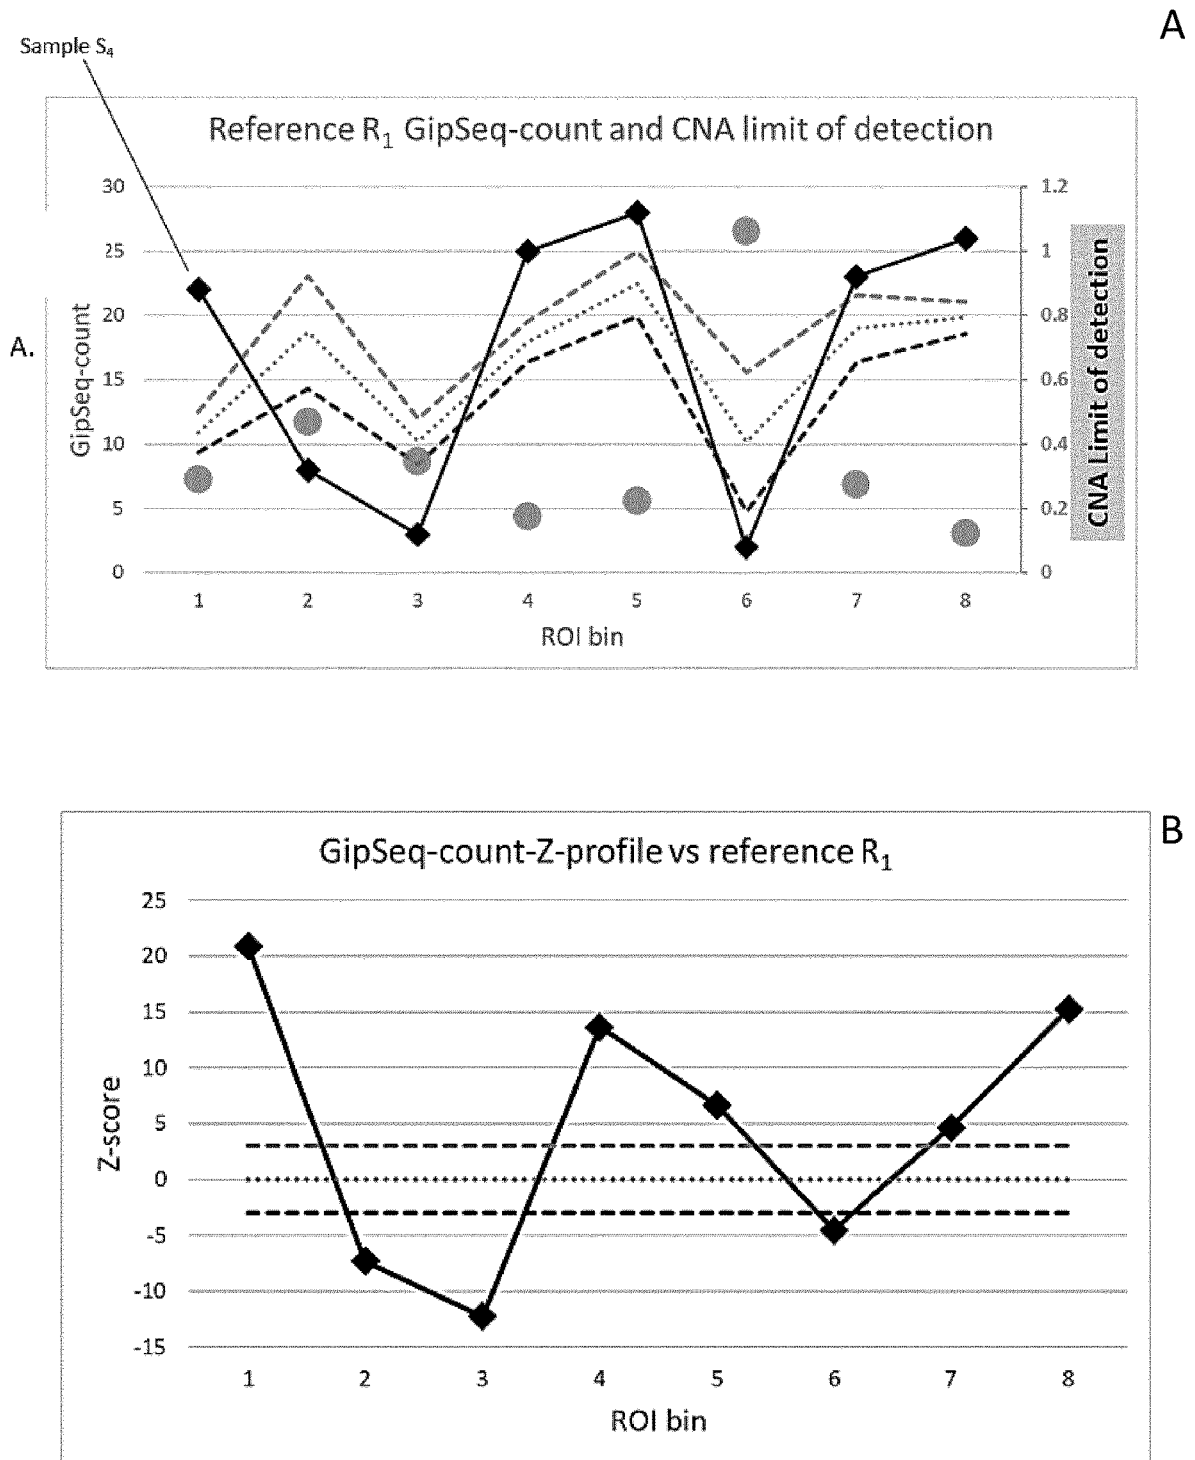 A
Sample S₄
Reference R₁ GipSeq-count and CNA limit of detection
30
25
20
15
10
5
0
GipSeq-count
A.
1.2
1
0.8
0.6
0.4
0.2
0
CNA Limit of detection
1 2 3 4 5 6 7 8
ROI bin
B
GipSeq-count-Z-profile vs reference R₁
25
20
15
10
5
0
-5
-10
-15
Z-score
1 2 3 4 5 6 7 8
ROI bin